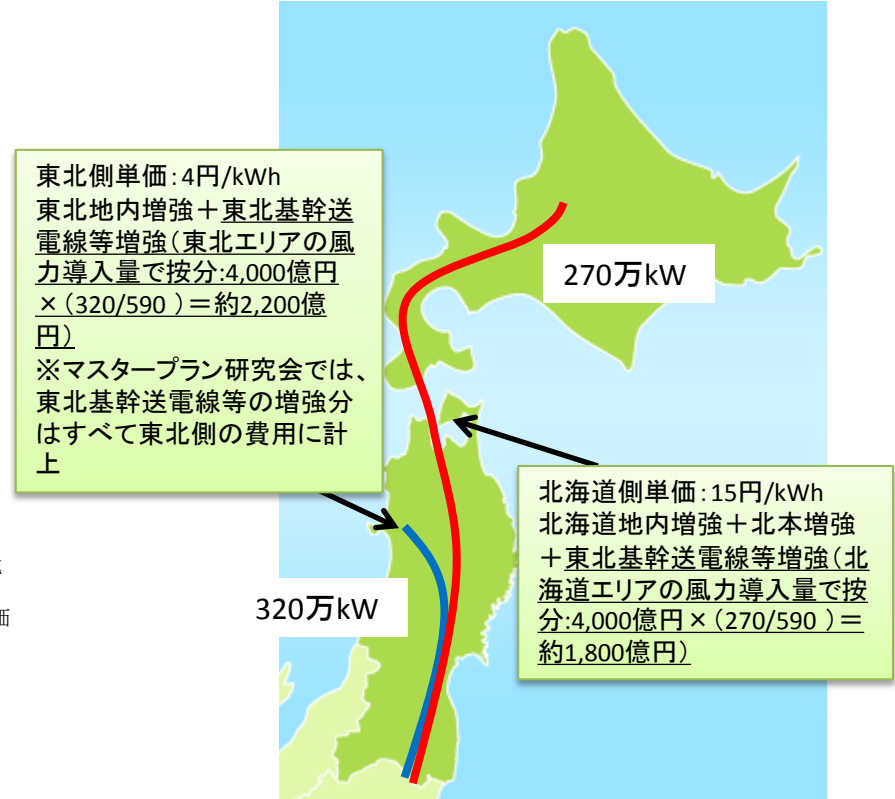 東北側単価:4円/kWh
東北地内増強+東北基幹送
電線等増強(東北エリアの風
力導入量で按分:4,000億円
×(320/590 )=約2,200億
円)
※マスタープラン研究会では、
東北基幹送電線等の増強分
はすべて東北側の費用に計
上
270万kW
北海道側単価:15円/kWh
北海道地内増強+北本増強
+東北基幹送電線等増強(北
海道エリアの風力導入量で按
分:4,000億円×(270/590 )=
約1,800億円)
320万kW